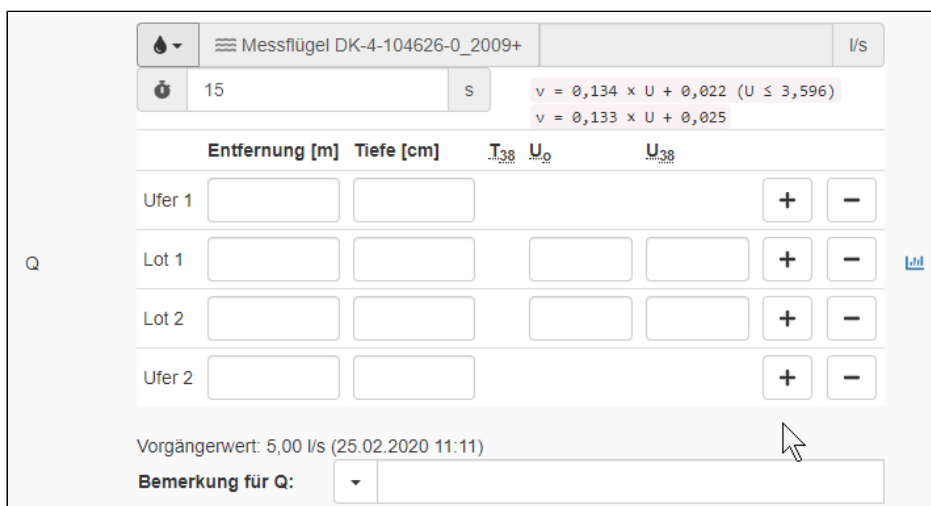 Messflügel DK-4-104626-0_2009+ l/s
15 s v = 0,134 × U + 0,022 (U ≤ 3,596)
v = 0,133 × U + 0,025
Entfernung [m] Tiefe [cm] T38 Uo U38
Ufer 1
Lot 1
Q
Lot 2
Ufer 2
Vorgängerwert: 5,00 l/s (25.02.2020 11:11)
Bemerkung für Q: